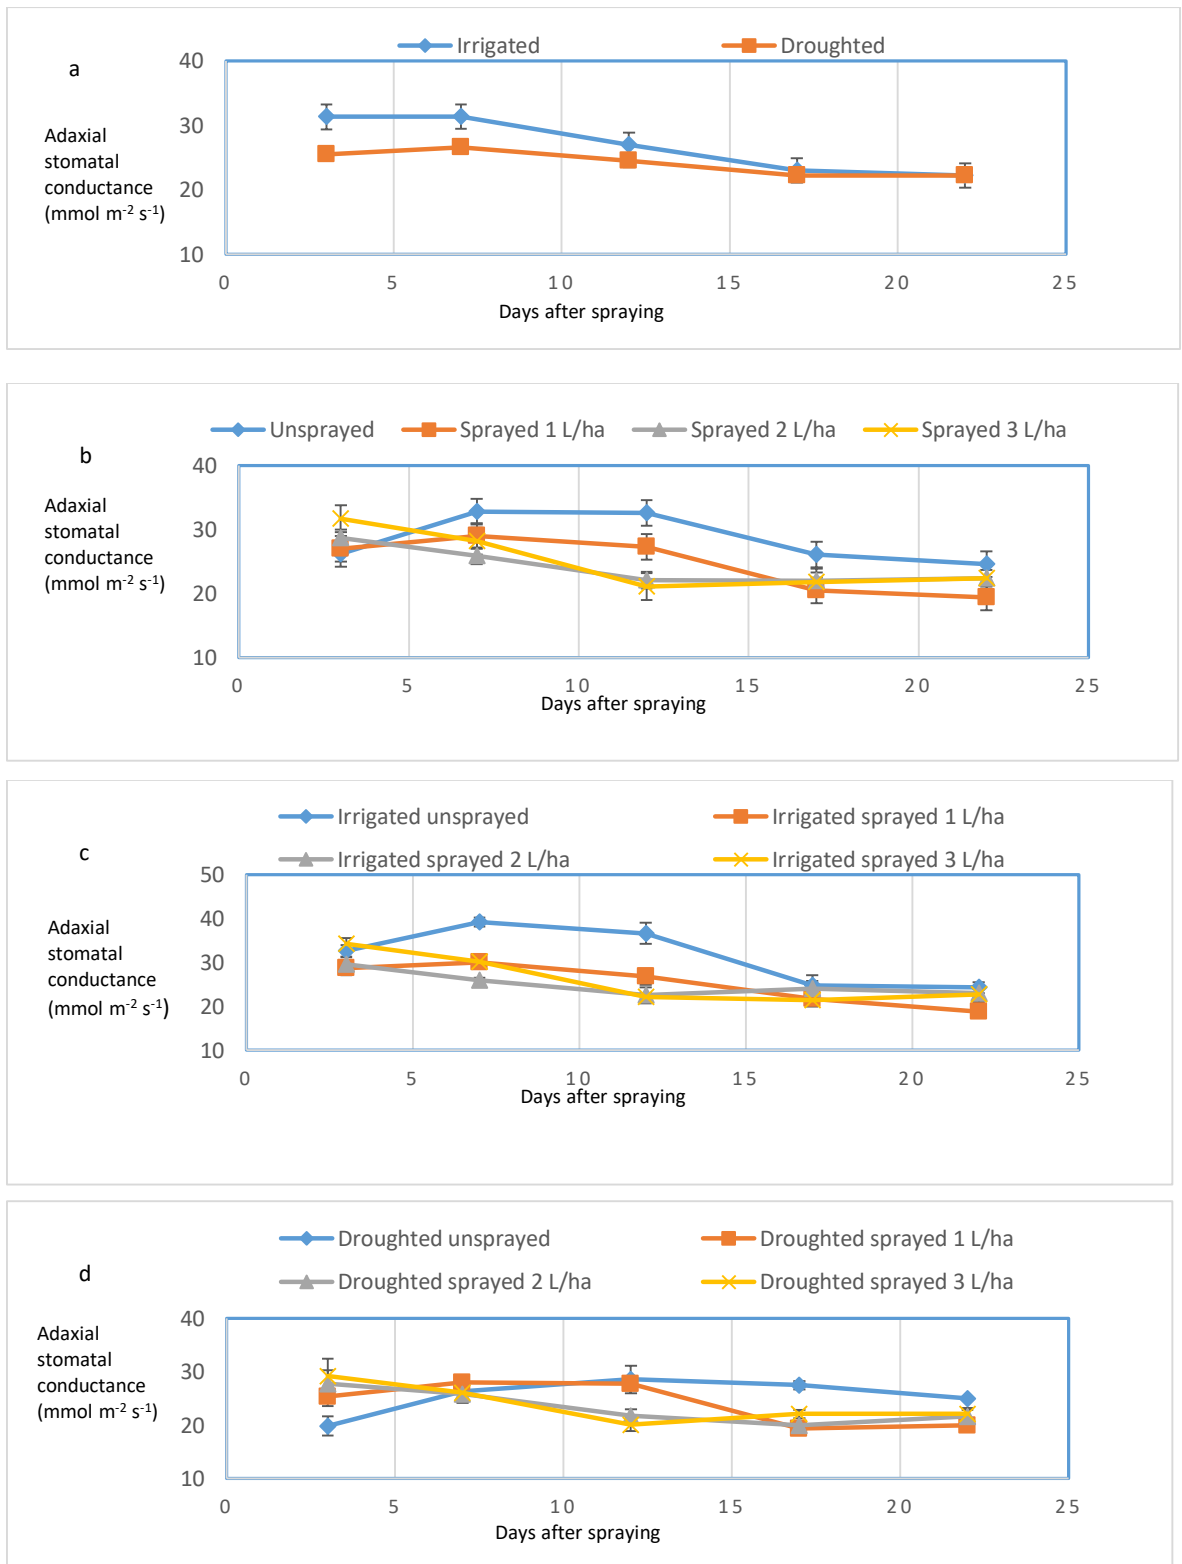 Irrigated Droughted
a
40
30
20
10
Adaxial
stomatal
conductance
(mmol m-2 s-1)
0 5 10 15 20 25
Days after spraying
Unsprayed Sprayed 1 L/ha Sprayed 2 L/ha Sprayed 3 L/ha
b
40
30
20
10
Adaxial
stomatal
conductance
(mmol m-2 s-1)
0 5 10 15 20 25
Days after spraying
Irrigated unsprayed Irrigated sprayed 1 L/ha
Irrigated sprayed 2 L/ha Irrigated sprayed 3 L/ha
c
50
40
30
20
10
Adaxial
stomatal
conductance
(mmol m-2 s-1)
0 5 10 15 20 25
Days after spraying
Droughted unsprayed Droughted sprayed 1 L/ha
Droughted sprayed 2 L/ha Droughted sprayed 3 L/ha
d
40
30
20
10
Adaxial
stomatal
conductance
(mmol m-2 s-1)
0 5 10 15 20 25
Days after spraying